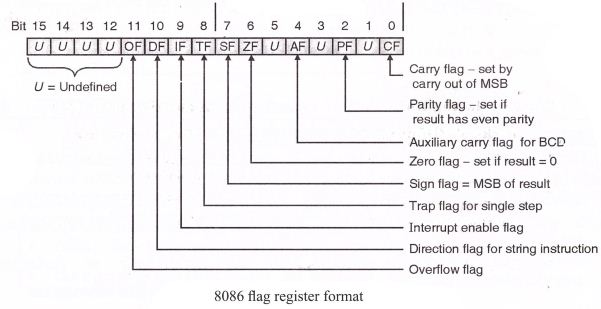 Bit 15 14 13 12 11 10 9 8 7 6 5 4 3 2 1 0
U U U U OF DF IF TF SF ZF U AF U PF U CF
U = Undefined
Carry flag – set by
carry out of MSB
Parity flag – set if
result has even parity
Auxiliary carry flag for BCD
Zero flag – set if result = 0
Sign flag = MSB of result
Trap flag for single step
Interrupt enable flag
Direction flag for string instruction
Overflow flag
8086 flag register format